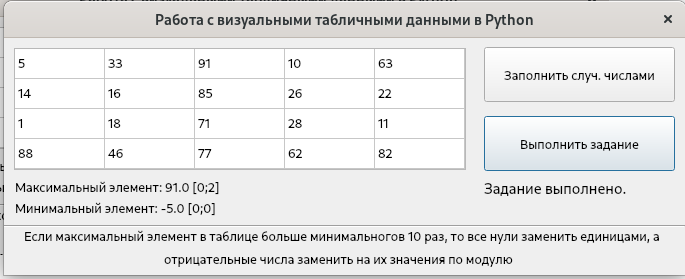 Работа с визуальными табличными данными в Python
5 33 91 10 63
14 16 85 26 22
1 18 71 28 11
88 46 77 62 82
Заполнить случ. числами
Выполнить задание
Задание выполнено.
Максимальный элемент: 91.0 [0;2]
Минимальный элемент: -5.0 [0;0]
Если максимальный элемент в таблице больше минимальногов 10 раз, то все нули заменить единицами, а
отрицательные числа заменить на их значения по модулю